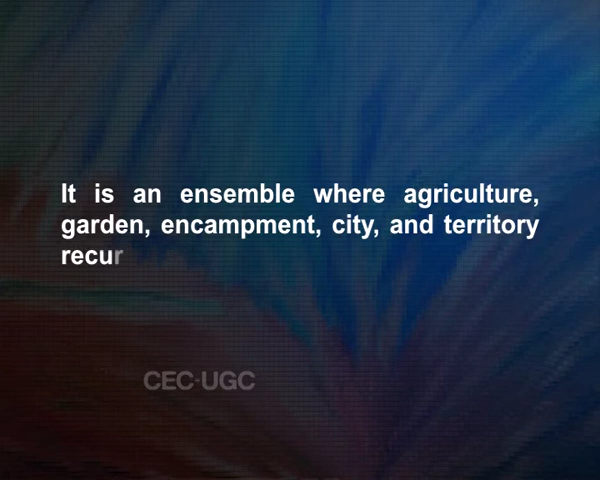 It is an ensemble where agriculture,
garden, encampment, city, and territory
recur
CEC-UGC